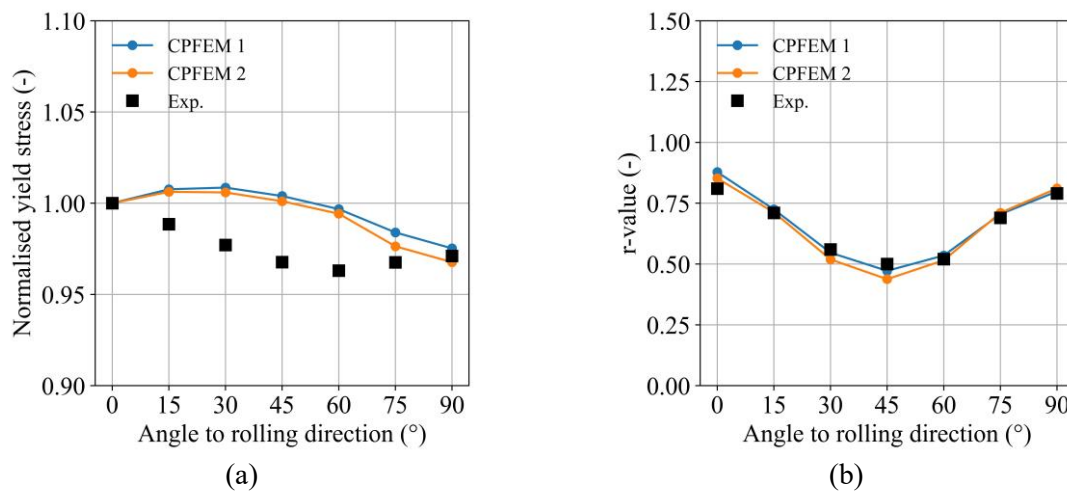 1.10
1.05
1.00
0.95
0.90
Normalised yield stress (-)
CPFEM 1
CPFEM 2
Exp.
0 15 30 45 60 75 90
Angle to rolling direction (°)
(a)
1.50
1.25
1.00
0.75
0.50
0.25
0.00
r-value (-)
CPFEM 1
CPFEM 2
Exp.
0 15 30 45 60 75 90
Angle to rolling direction (°)
(b)